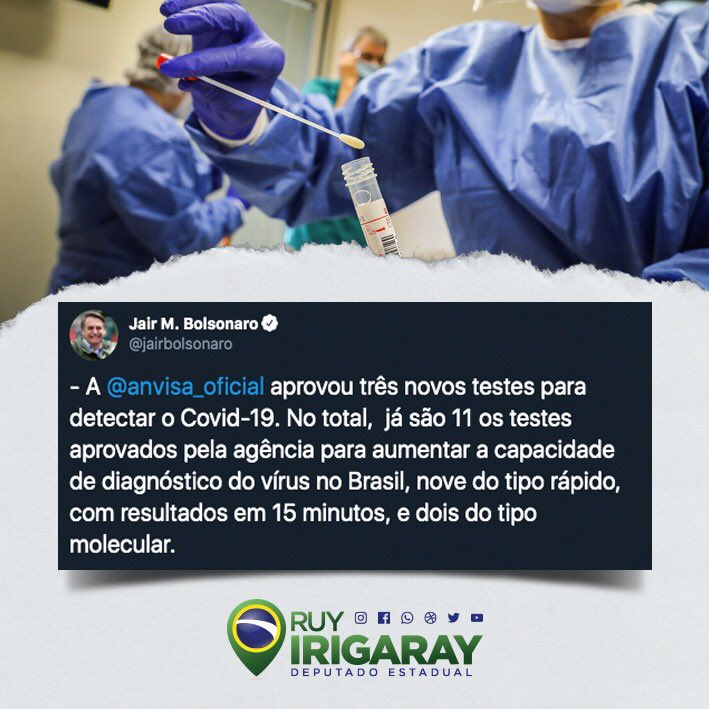 Jair M. Bolsonaro
@jairbolsonaro
- A @anvisa_oficial aprovou três novos testes para
detectar o Covid-19. No total, já são 11 os testes
aprovados pela agência para aumentar a capacidade
de diagnóstico do vírus no Brasil, nove do tipo rápido,
com resultados em 15 minutos, e dois do tipo
molecular.
RUY
IRIGARAY
DEPUTADO ESTADUAL